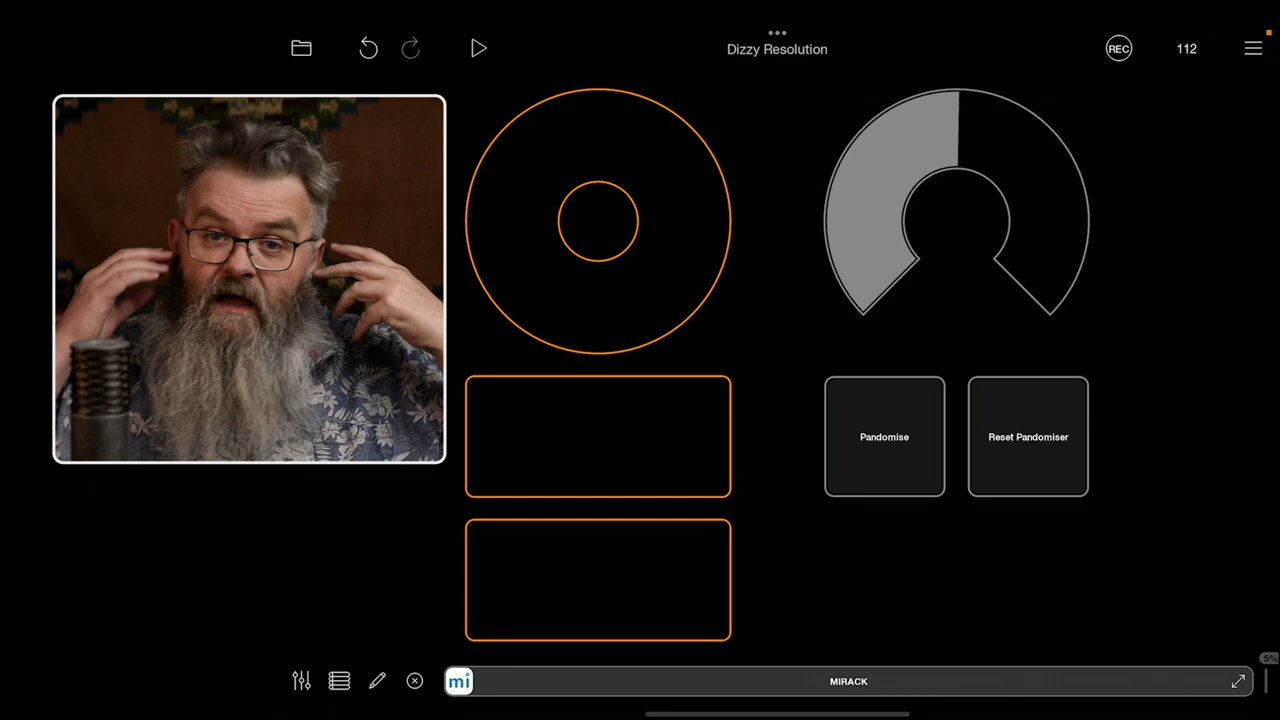 Dizzy Resolution
REC
112
Pandomise
Reset Pandomiser
5%
mi
MIRACK